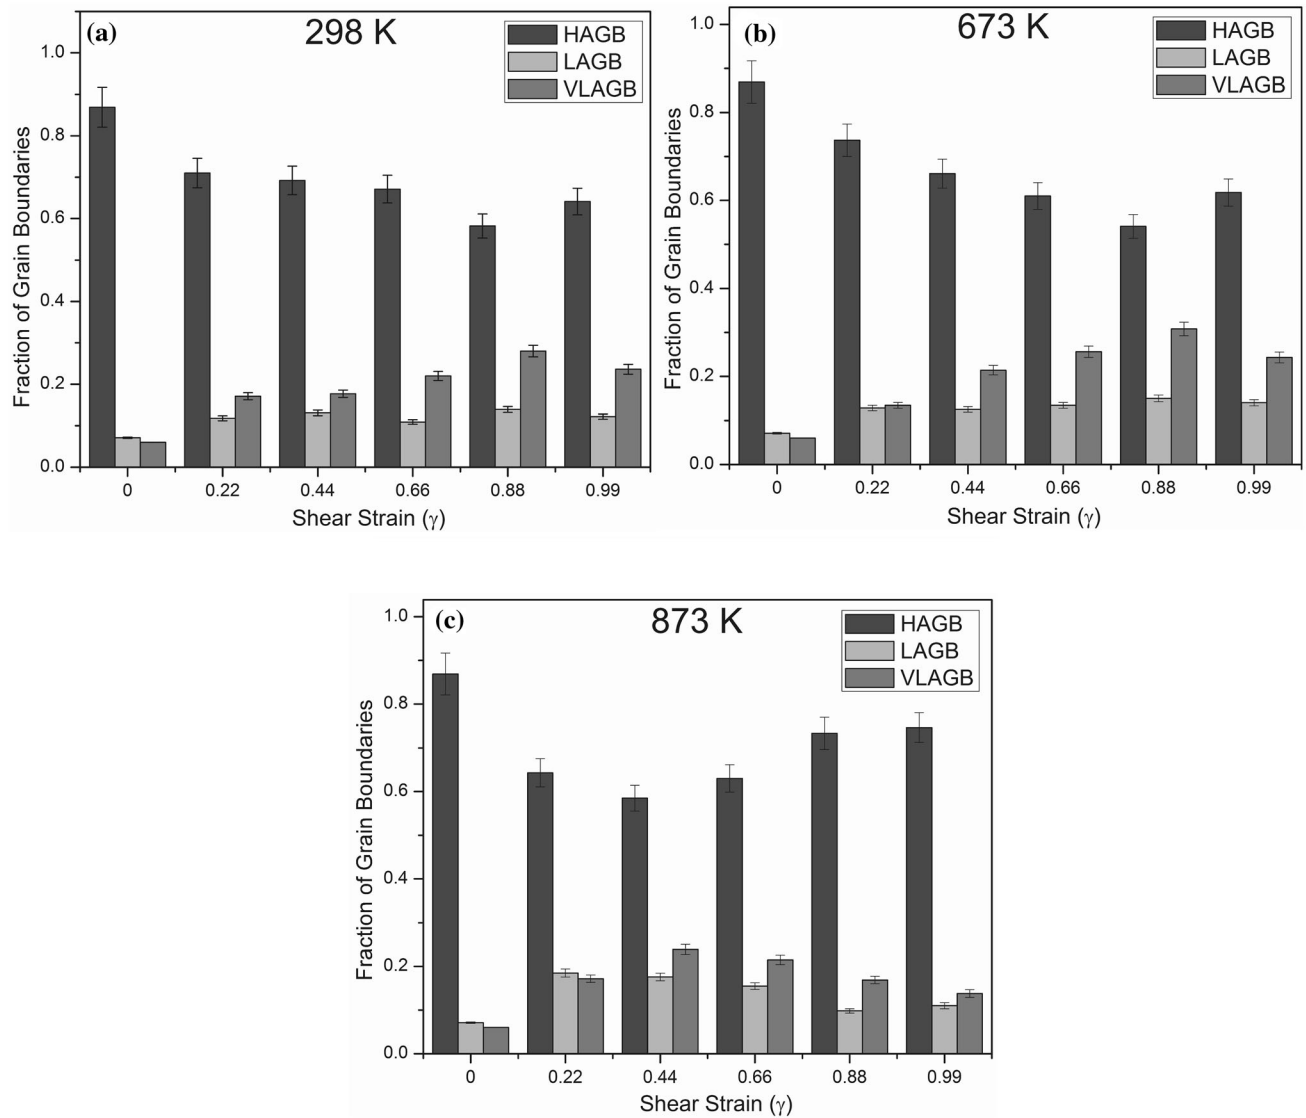 (a)
298 K
HAGB
LAGB
VLAGB
Fraction of Grain Boundaries
1.0
0.8
0.6
0.4
0.2
0.0
0 0.22 0.44 0.66 0.88 0.99
Shear Strain (γ)
(b)
673 K
HAGB
LAGB
VLAGB
Fraction of Grain Boundaries
1.0
0.8
0.6
0.4
0.2
0.0
0 0.22 0.44 0.66 0.88 0.99
Shear Strain (γ)
(c)
873 K
HAGB
LAGB
VLAGB
Fraction of Grain Boundaries
1.0
0.8
0.6
0.4
0.2
0.0
0 0.22 0.44 0.66 0.88 0.99
Shear Strain (γ)